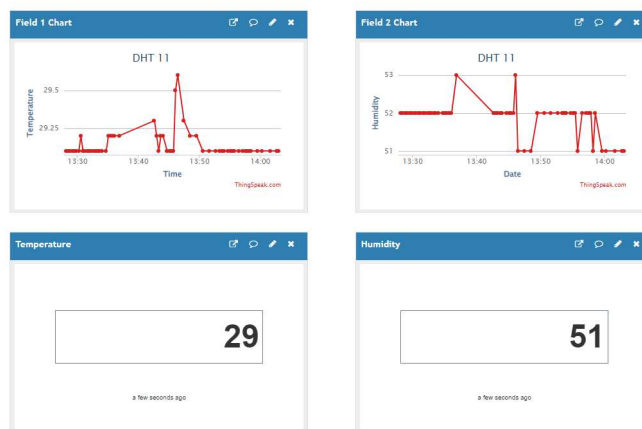 Field 1 Chart
DHT 11
Temperature
29.5
29.25
13:30 13:40 13:50 14:00
Time
ThingSpeak.com
Field 2 Chart
DHT 11
Humidity
53
52
51
13:30 13:40 13:50 14:00
Date
ThingSpeak.com
Temperature
29
a few seconds ago
Humidity
51
a few seconds ago